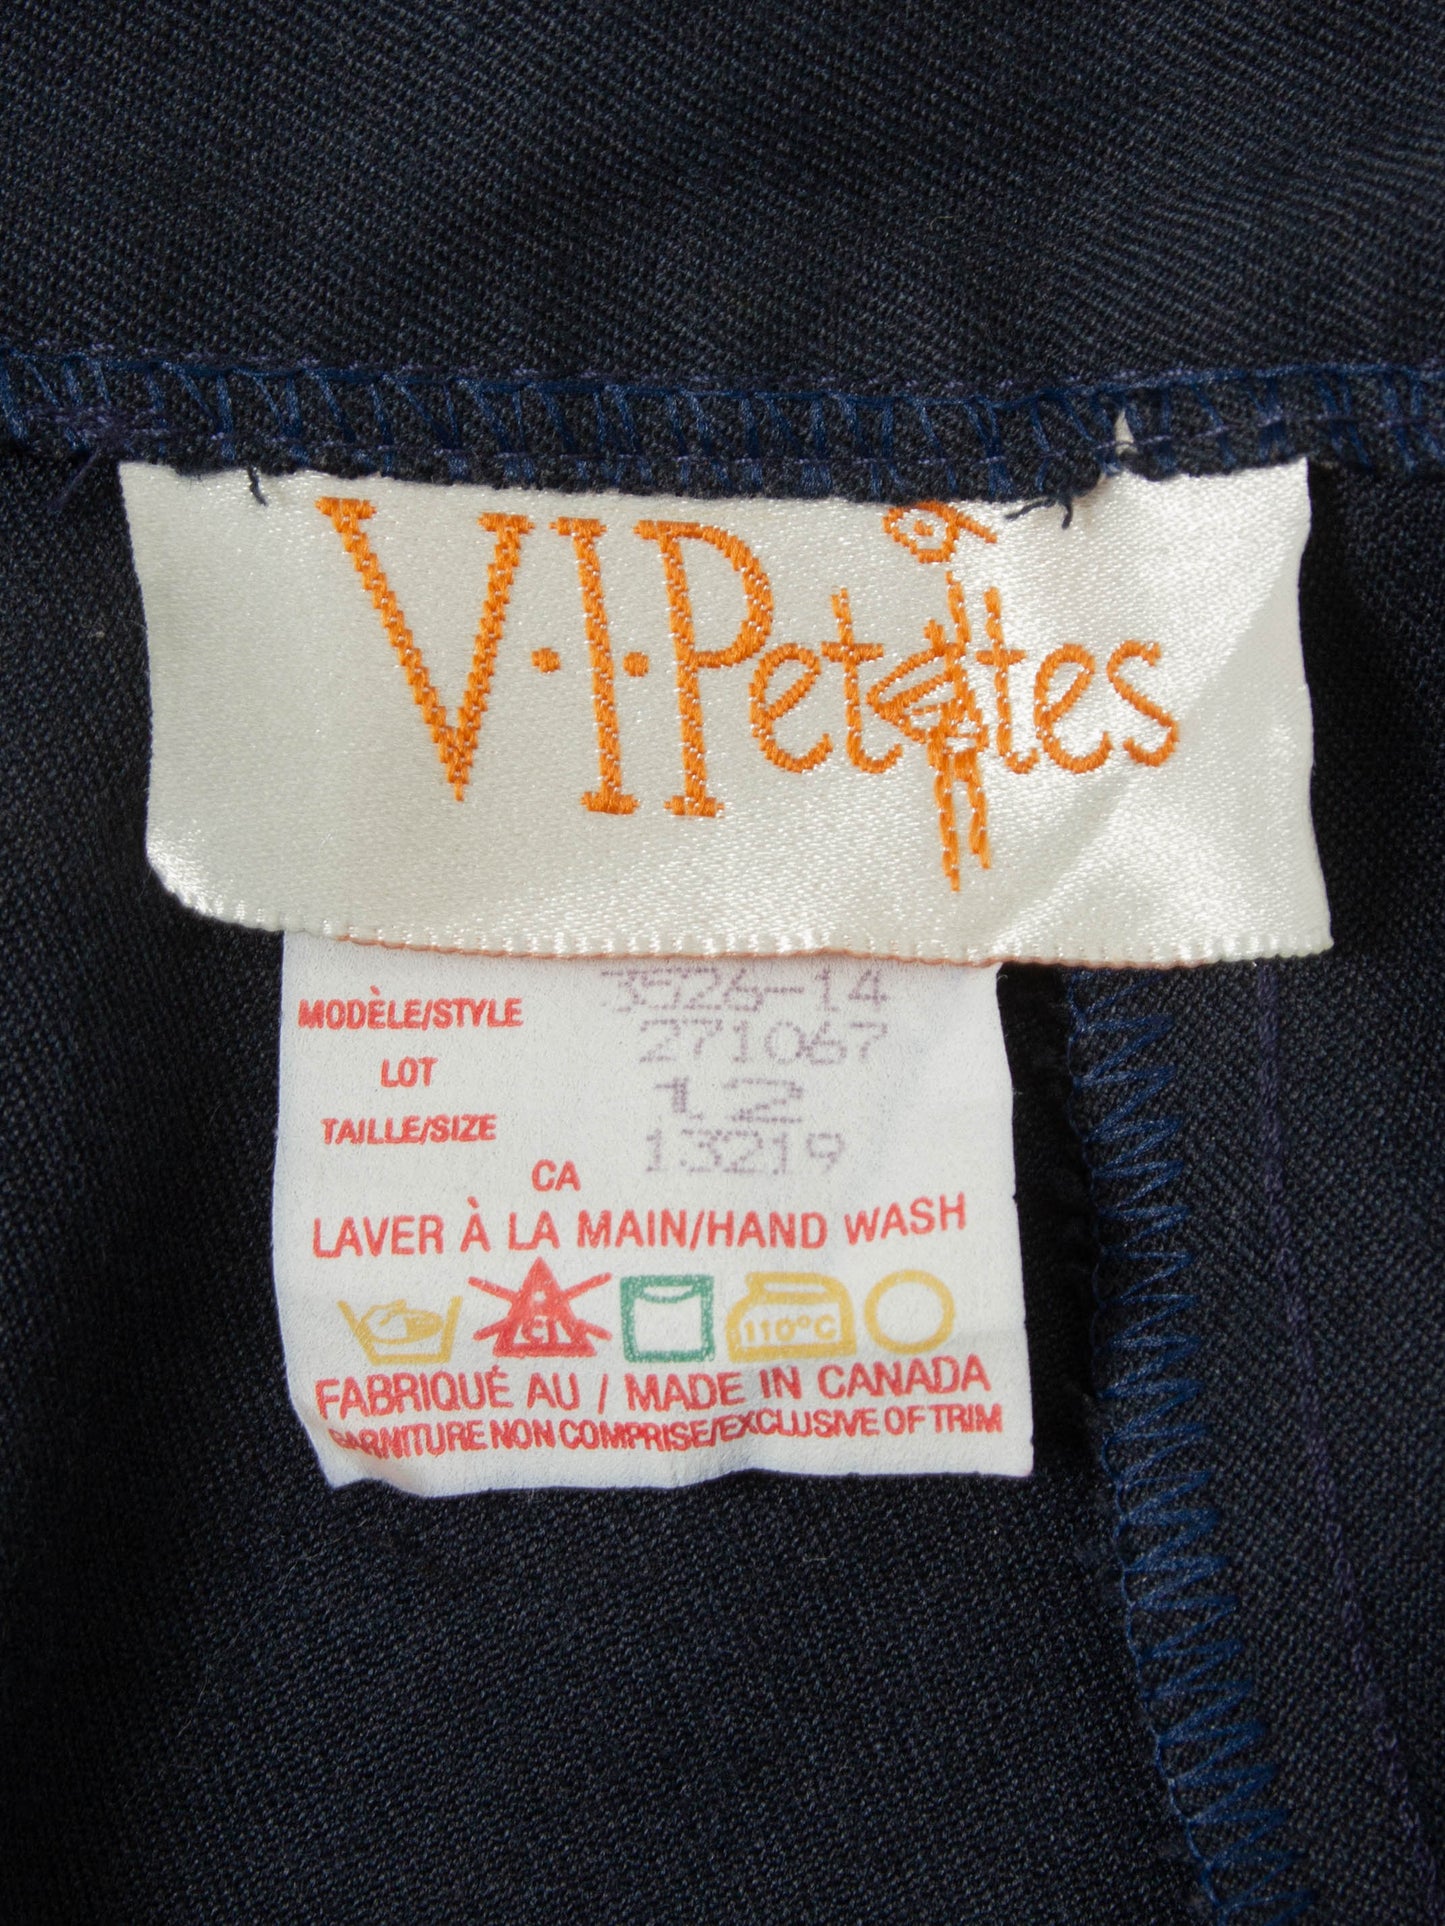 V·I·Petites
MODÈLE/STYLE 3526-14
LOT 271067
TAILLE/SIZE 12
CA 13219
LAVER À LA MAIN/HAND WASH
Cl 110°C
FABRIQUÉ AU / MADE IN CANADA
GARNITURE NON COMPRISE/EXCLUSIVE OF TRIM